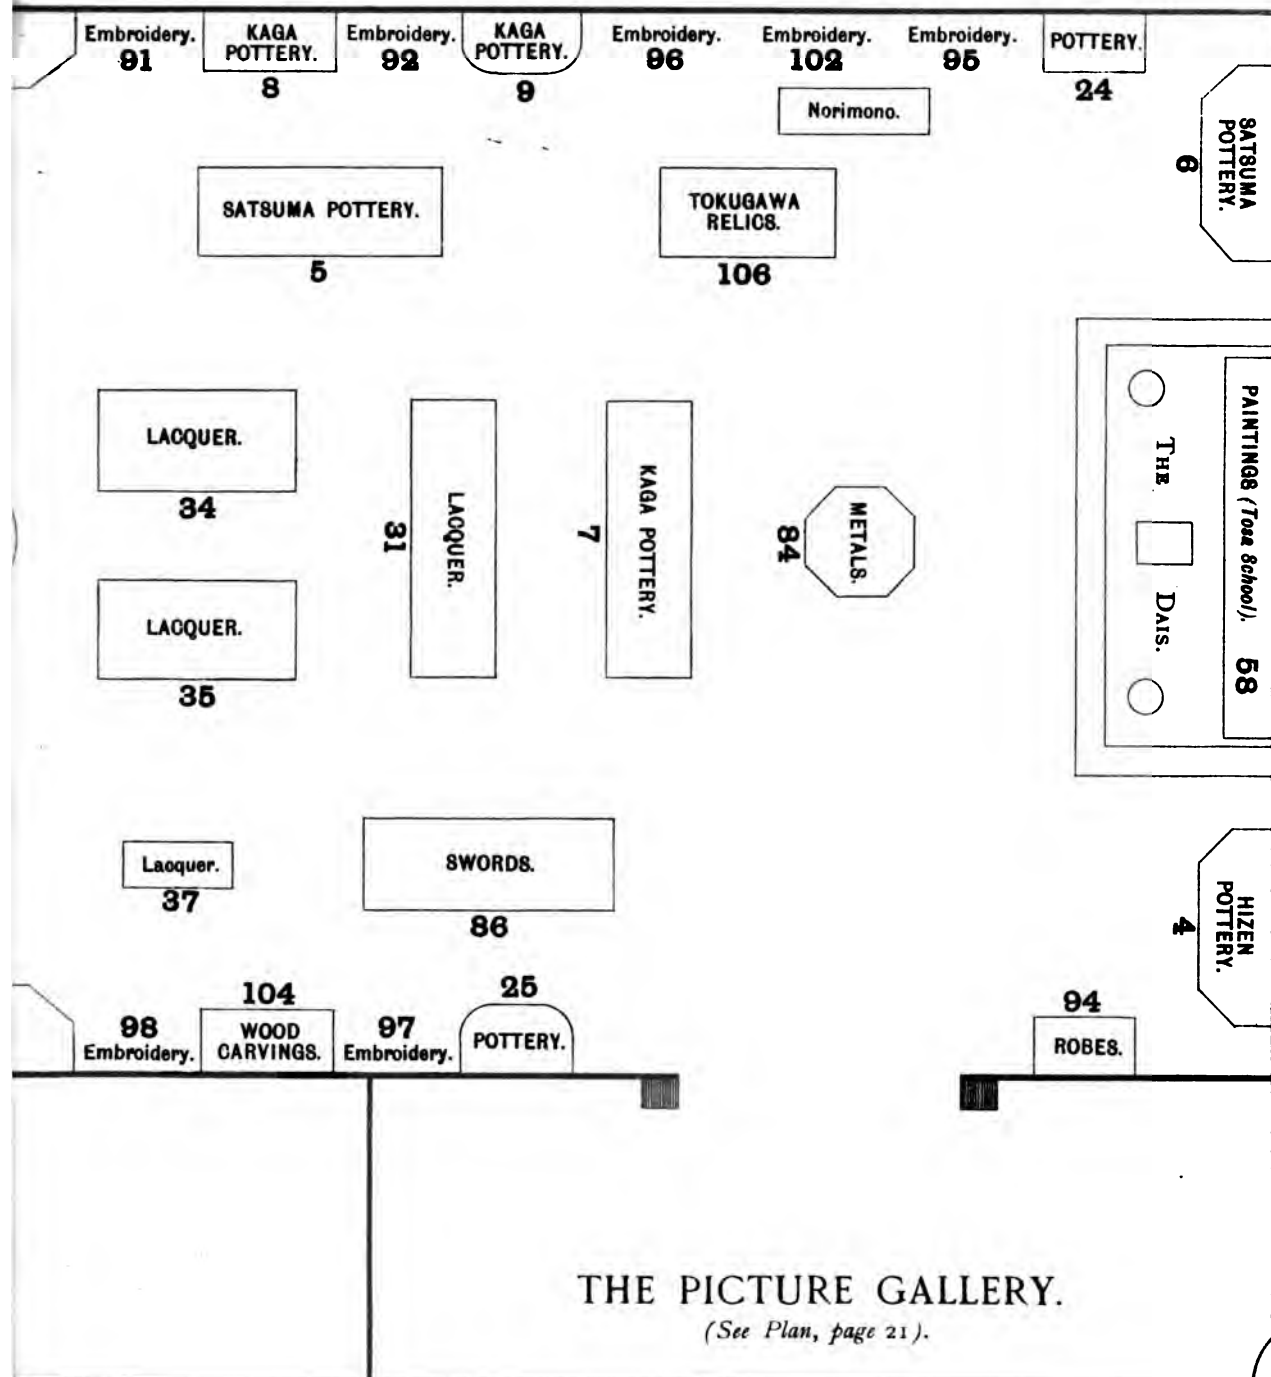 Embroidery.
91
KAGA
POTTERY.
8
Embroidery.
92
KAGA
POTTERY.
9
Embroidery.
96
Embroidery.
102
Embroidery.
95
POTTERY.
24
Norimono.
SATSUMA
POTTERY.
6
SATSUMA POTTERY.
5
TOKUGAWA
RELICS.
106
LACQUER.
34
LACQUER.
31
KAGA POTTERY.
7
METALS.
84
THE
DAIS.
PAINTINGS (Tosa School). 58
LACQUER.
35
Lacquer.
37
SWORDS.
86
HIZEN
POTTERY.
4
98
Embroidery.
104
WOOD
CARVINGS.
97
Embroidery.
25
POTTERY.
94
ROBES.
THE PICTURE GALLERY.
(See Plan, page 21).